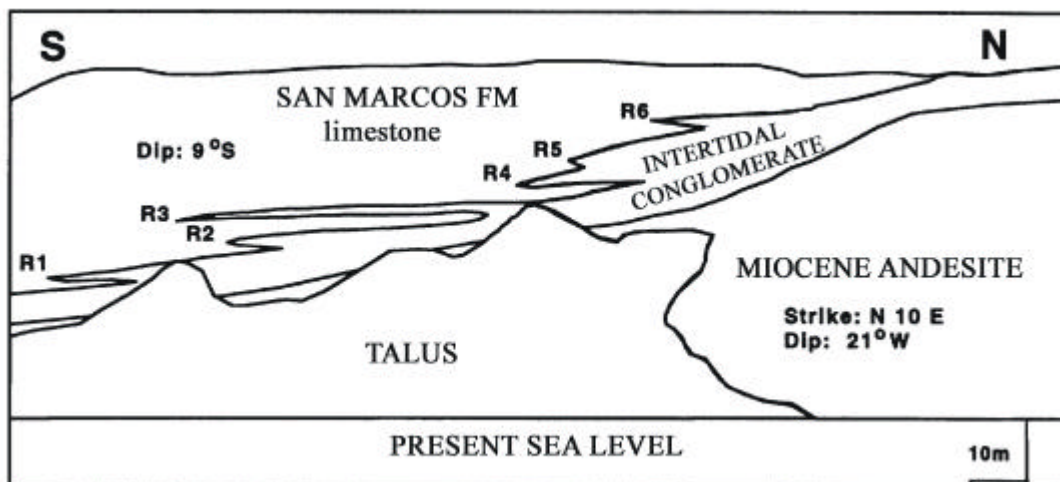 S
N
SAN MARCOS FM
limestone
Dip: 9°S
R6
R5
R4
INTERTIDAL
CONGLOMERATE
R3
R2
R1
MIOCENE ANDESITE
Strike: N 10 E
Dip: 21°W
TALUS
PRESENT SEA LEVEL
10m